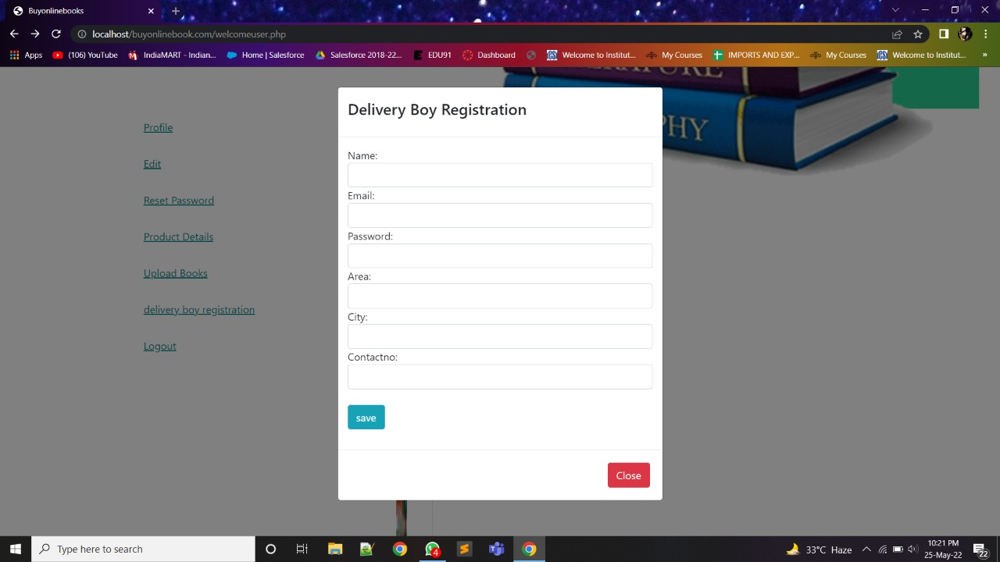 Buyonlinebooks
localhost/buyonlinebook.com/welcomeuser.php
Apps (106) YouTube IndiaMART - Indian... Home | Salesforce Salesforce 2018-22... EDU91 Dashboard Welcome to Institut... My Courses IMPORTS AND EXP... My Courses Welcome to Institut... »
Delivery Boy Registration
PHY
Profile
Edit
Reset Password
Product Details
Upload Books
delivery boy registration
Logout
Name:
Email:
Password:
Area:
City:
Contactno:
save
Close
Type here to search
4
33°C Haze
10:21 PM
25-May-22
22